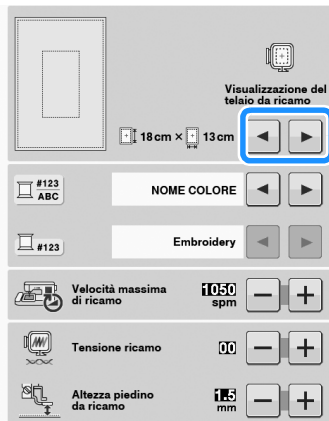 Visualizzazione del
telaio da ricamo
18 cm × 13 cm
#123
ABC
NOME COLORE
#123
Embroidery
Velocità massima
di ricamo
1050
spm
Tensione ricamo
00
Altezza piedino
da ricamo
1.5
mm